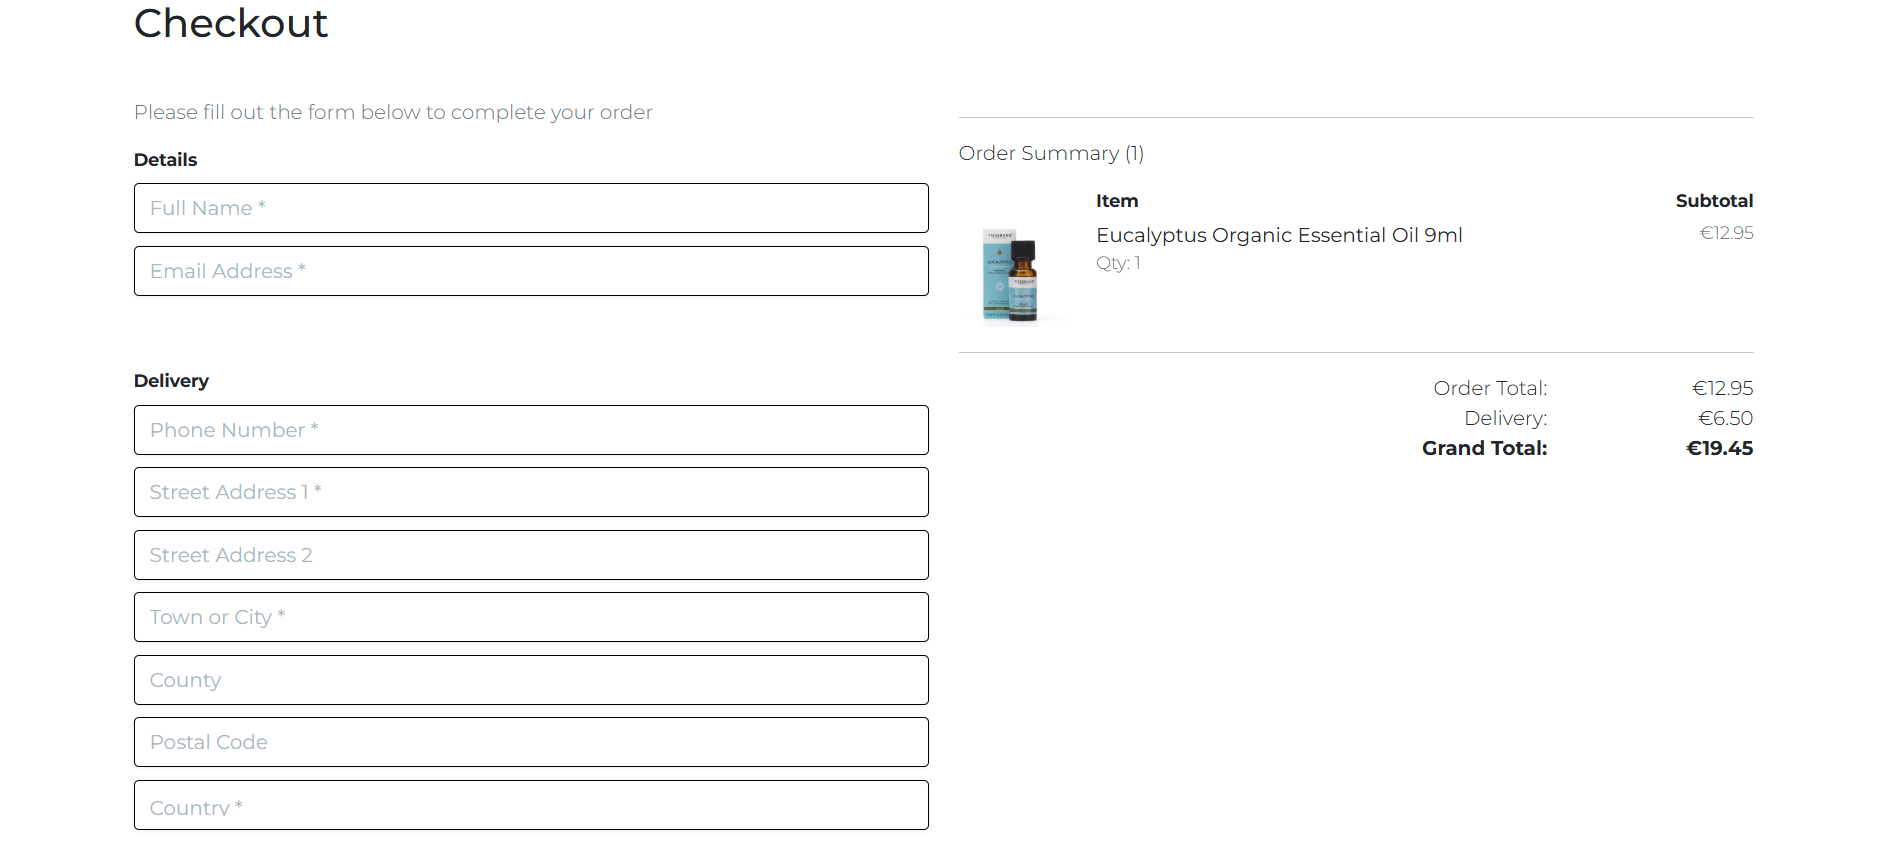 Checkout
Please fill out the form below to complete your order
Details
Full Name *
Email Address *
Delivery
Phone Number *
Street Address 1 *
Street Address 2
Town or City *
County
Postal Code
Country *
Order Summary (1)
Item Subtotal
Eucalyptus Organic Essential Oil 9ml €12.95
Qty: 1
TISSERAND
EUCALYPTUS
Order Total: €12.95
Delivery: €6.50
Grand Total: €19.45